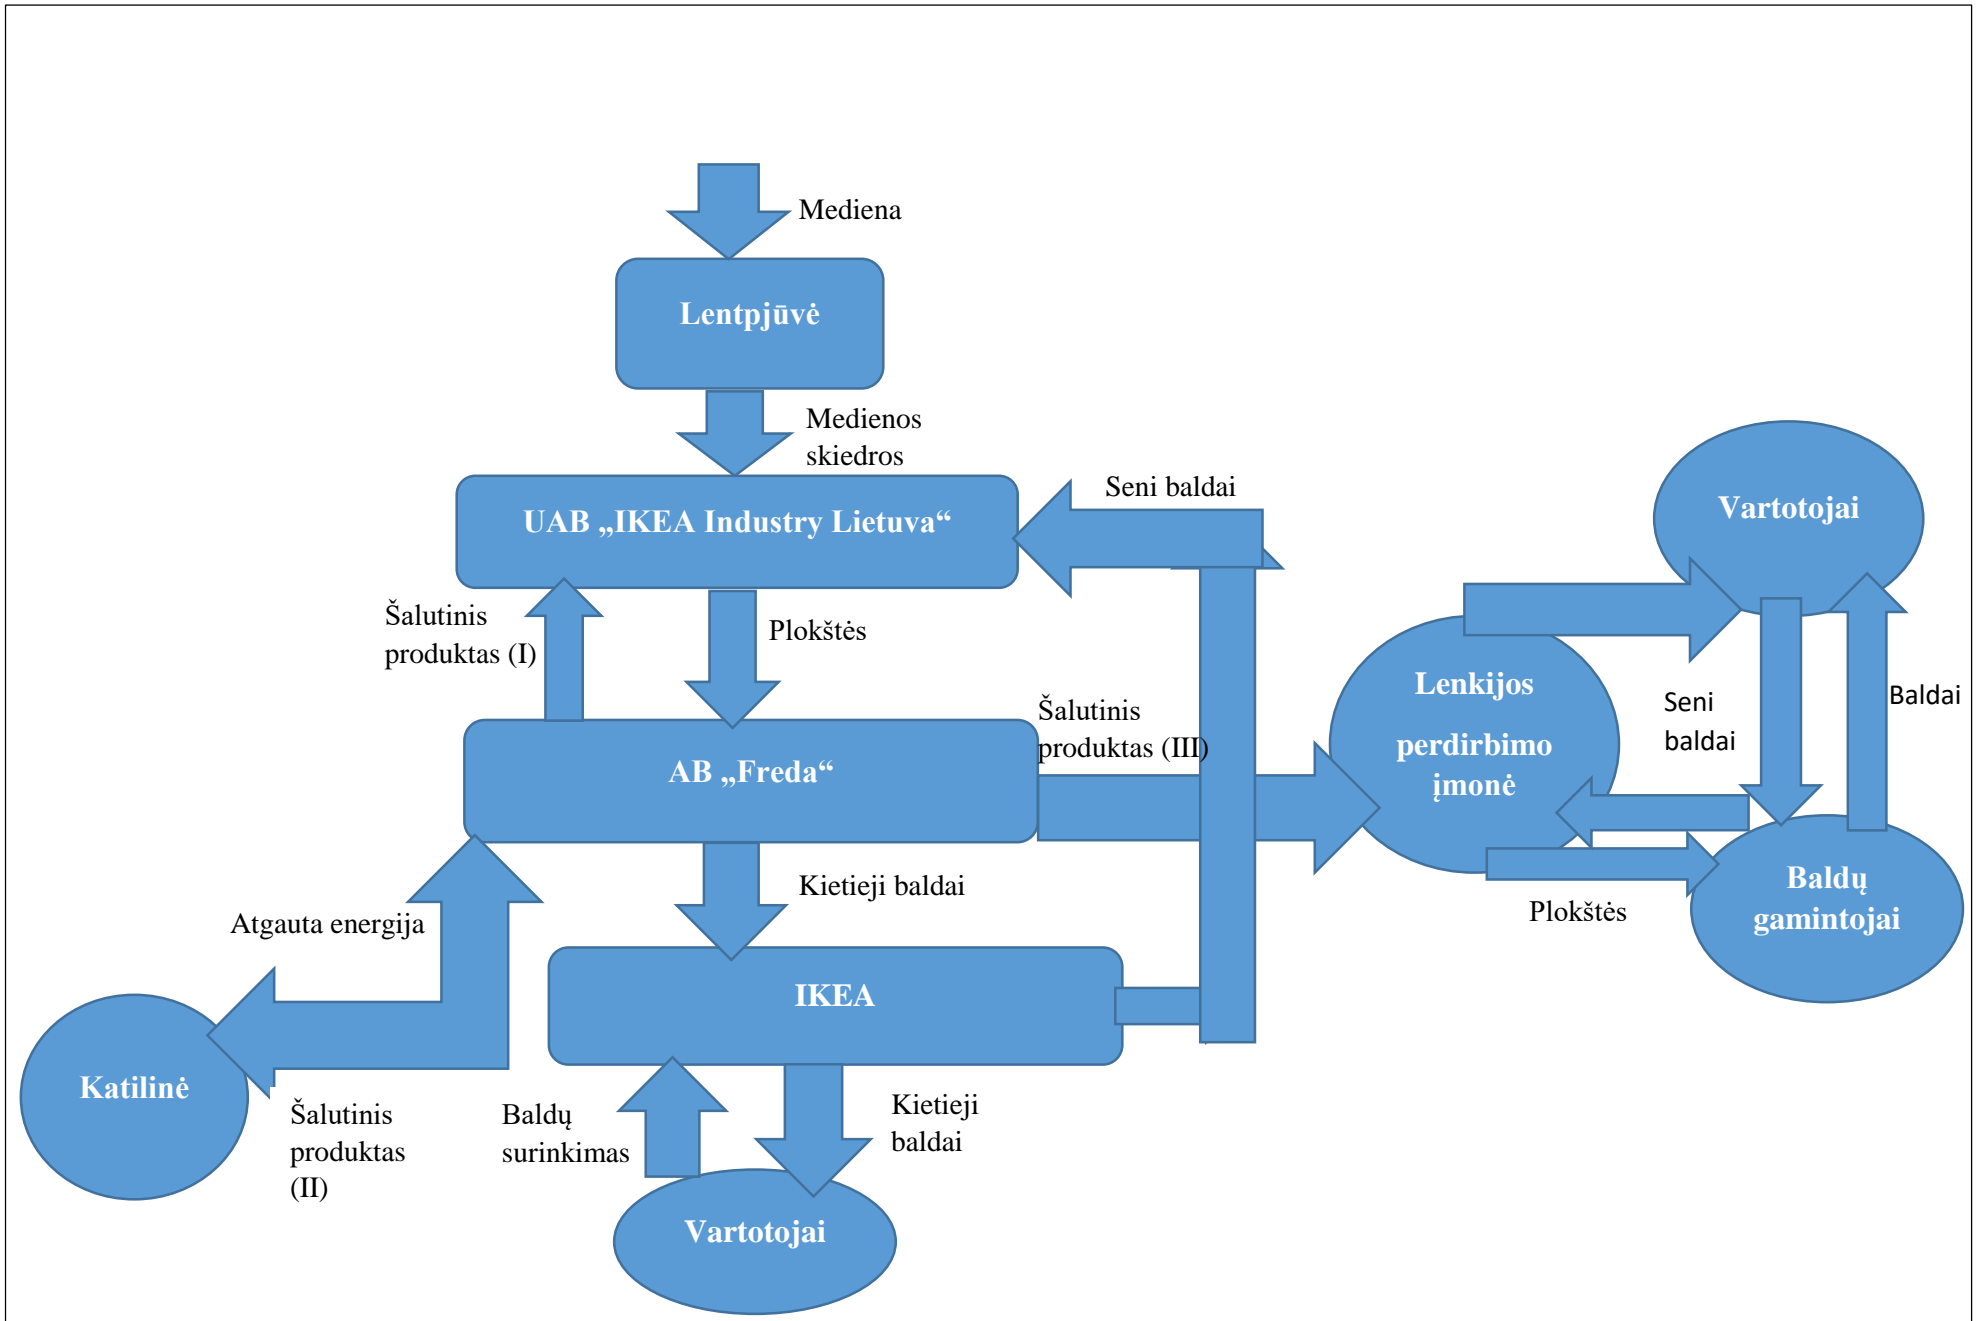 Mediena
Lentpjūvė
Medienos
skiedros
UAB „IKEA Industry Lietuva“
Seni baldai
Vartotojai
Šalutinis
produktas (I)
Plokštės
Lenkijos
perdirbimo
įmonė
Seni
baldai
Baldai
AB „Freda“
Šalutinis
produktas (III)
Baldų
gamintojai
Plokštės
Kietieji baldai
Atgauta energija
IKEA
Katilinė
Šalutinis
produktas
(II)
Baldų
surinkimas
Kietieji
baldai
Vartotojai